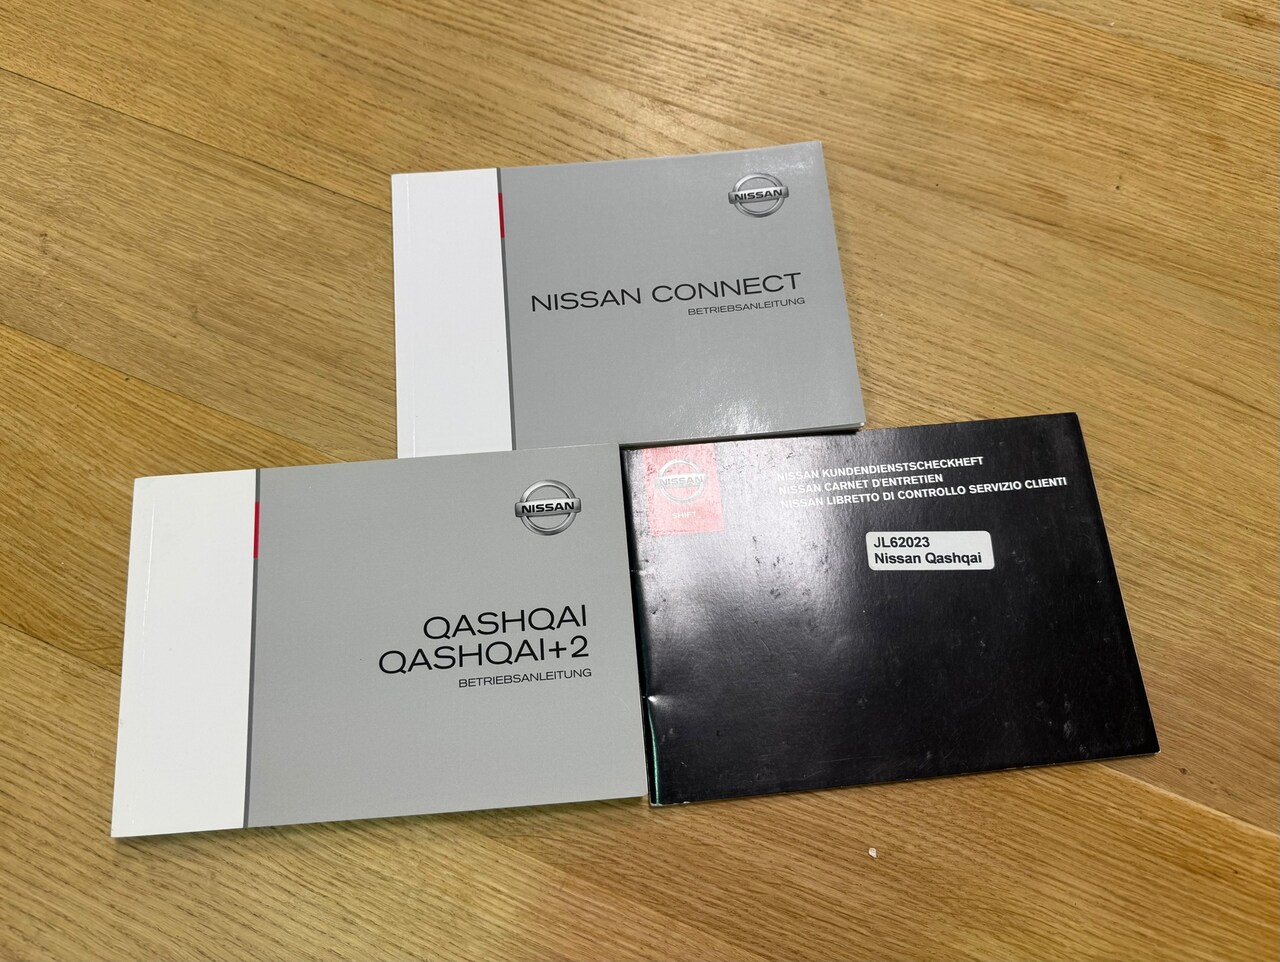 NISSAN
NISSAN CONNECT
BETRIEBSANLEITUNG
NISSAN
QASHQAI
QASHQAI+2
BETRIEBSANLEITUNG
NISSAN
SHIFT_
NISSAN KUNDENDIENSTSCHECKHEFT
NISSAN CARNET D'ENTRETIEN
NISSAN LIBRETTO DI CONTROLLO SERVIZIO CLIENTI
JL62023
Nissan Qashqai